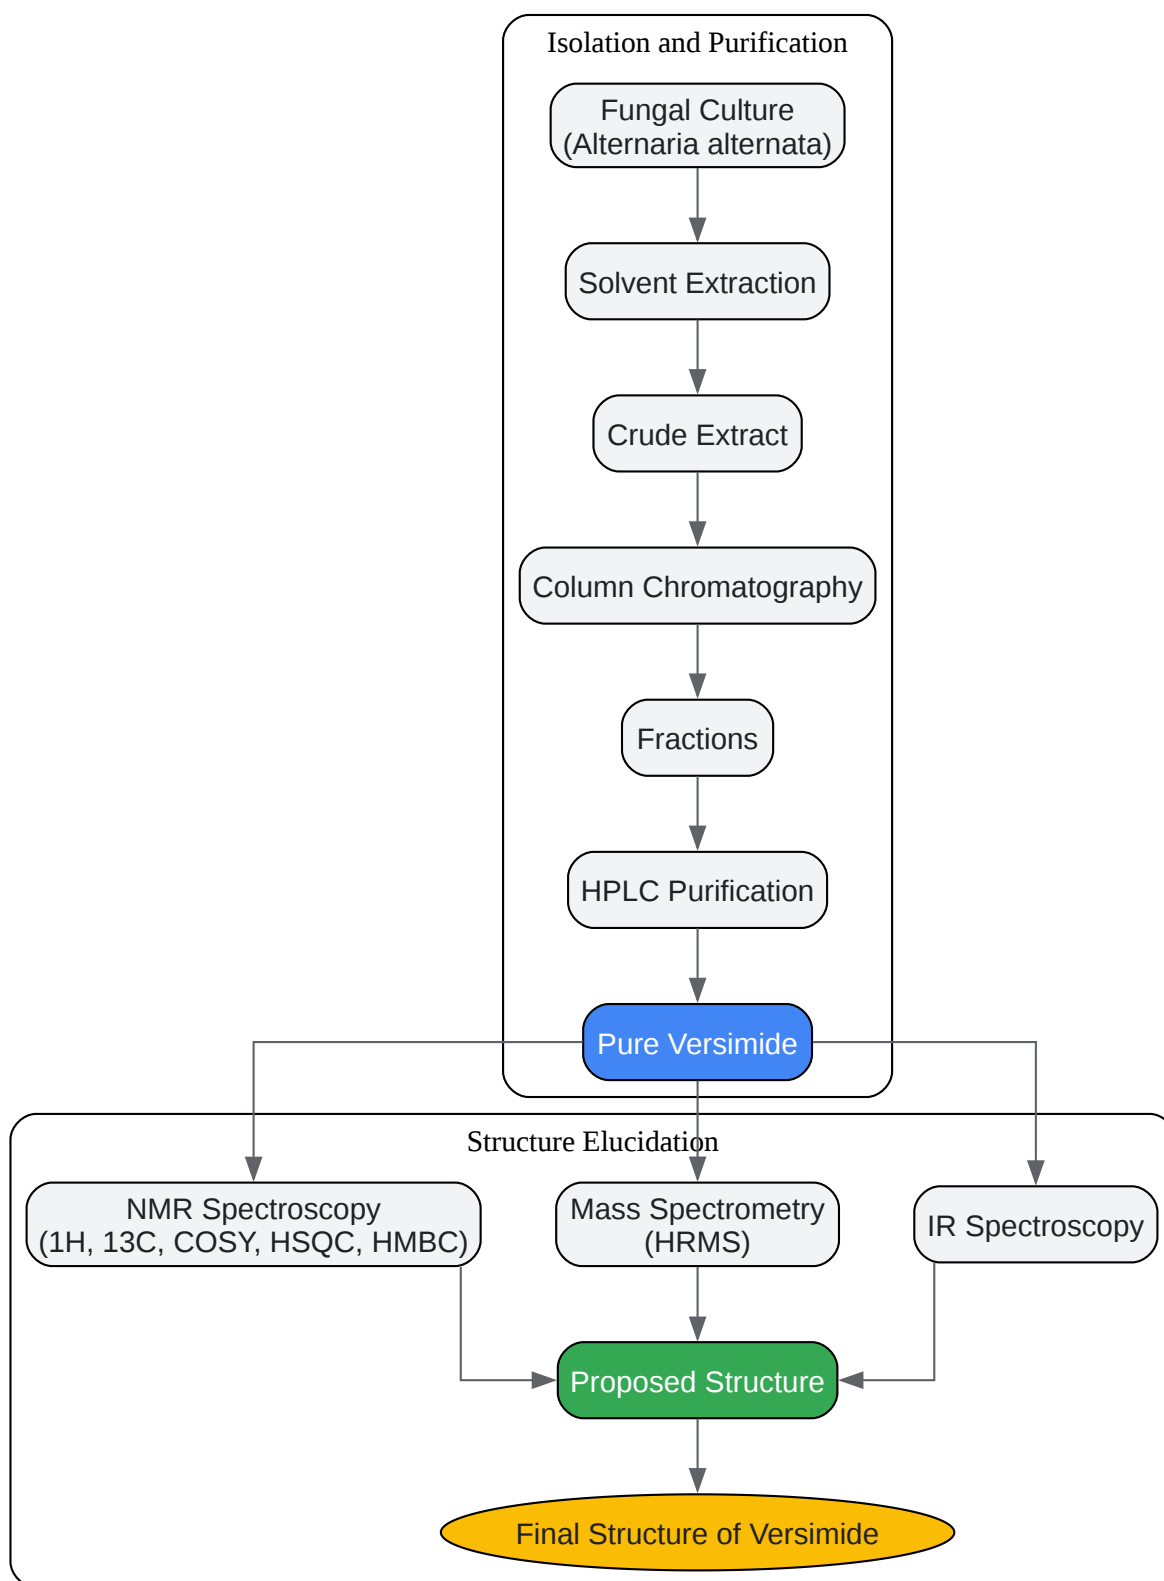 Isolation and Purification
Fungal Culture
(Alternaria alternata)
Solvent Extraction
Crude Extract
Column Chromatography
Fractions
HPLC Purification
Pure Versimide
Structure Elucidation
NMR Spectroscopy
(1H, 13C, COSY, HSQC, HMBC)
Mass Spectrometry
(HRMS)
IR Spectroscopy
Proposed Structure
Final Structure of Versimide